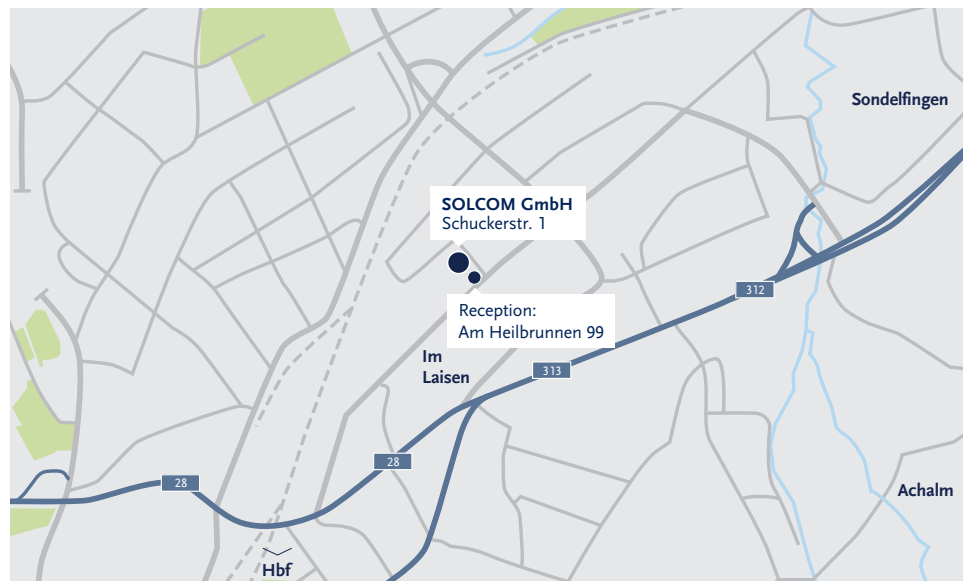 Sondelfingen
SOLCOM GmbH
Schuckerstr. 1
312
Reception:
Am Heilbrunnen 99
Im
Laisen
313
28
28
Achalm
Hbf